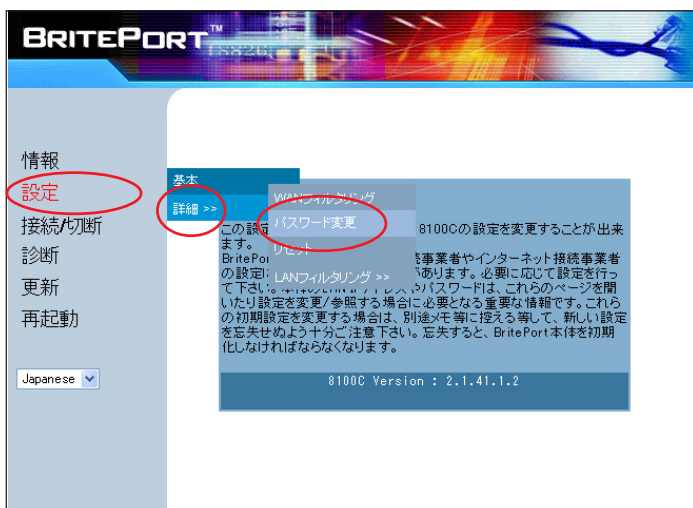 BRITEPORT™
情報
設定
接続/切断
診断
更新
再起動
Japanese
基本
詳細 >>
WANフィルタリング
パスワード変更
リセット
LANフィルタリング >>
この設定 8100Cの設定を変更することが出来
ます。
BritePor 事業者やインターネット接続事業者
の設定 があります。必要に応じて設定を行っ
て下さい。 やパスワードは、これらのページを開
いたり設定を変更/参照する場合に必要となる重要な情報です。これら
の初期設定を変更する場合は、別途メモ等に控える等して、新しい設定
を忘失せぬよう十分ご注意下さい。忘失すると、BritePort本体を初期
化しなければならなくなります。
8100C Version : 2.1.41.1.2